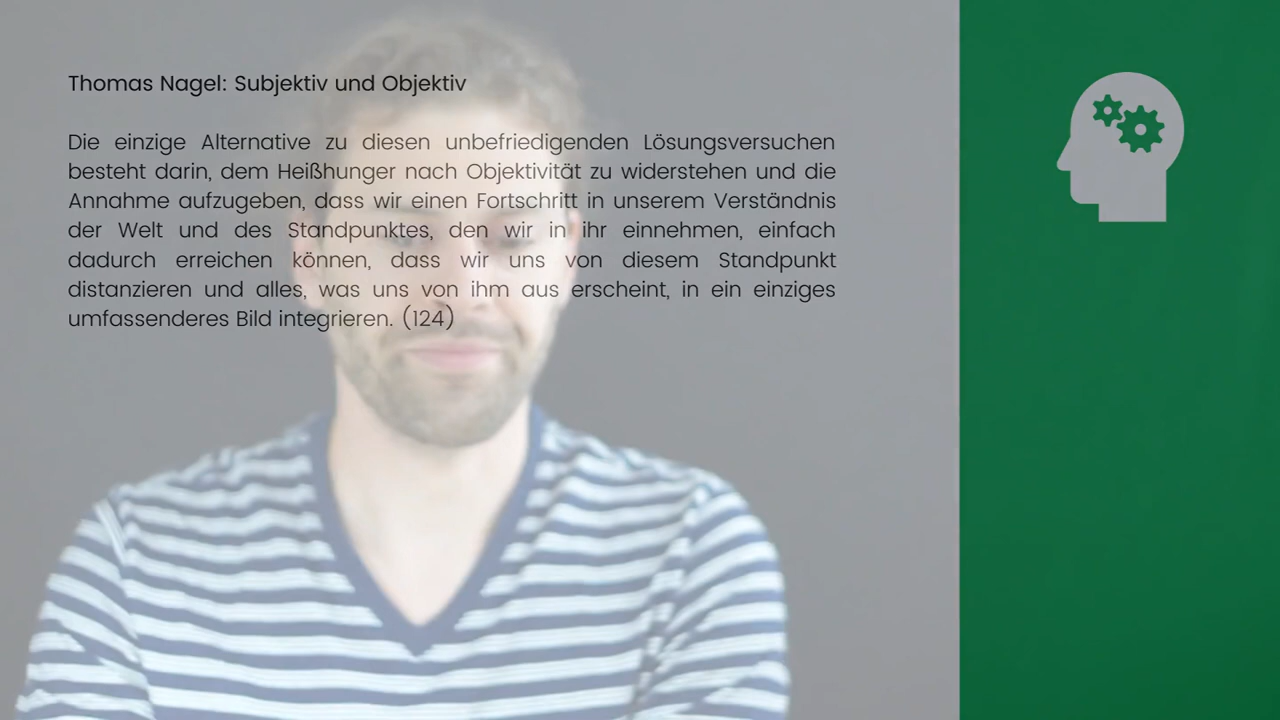 Thomas Nagel: Subjektiv und Objektiv
Die einzige Alternative zu diesen unbefriedigenden Lösungsversuchen
besteht darin, dem Heißhunger nach Objektivität zu widerstehen und die
Annahme aufzugeben, dass wir einen Fortschritt in unserem Verständnis
der Welt und des Standpunktes, den wir in ihr einnehmen, einfach
dadurch erreichen können, dass wir uns von diesem Standpunkt
distanzieren und alles, was uns von ihm aus erscheint, in ein einziges
umfassenderes Bild integrieren. (124)